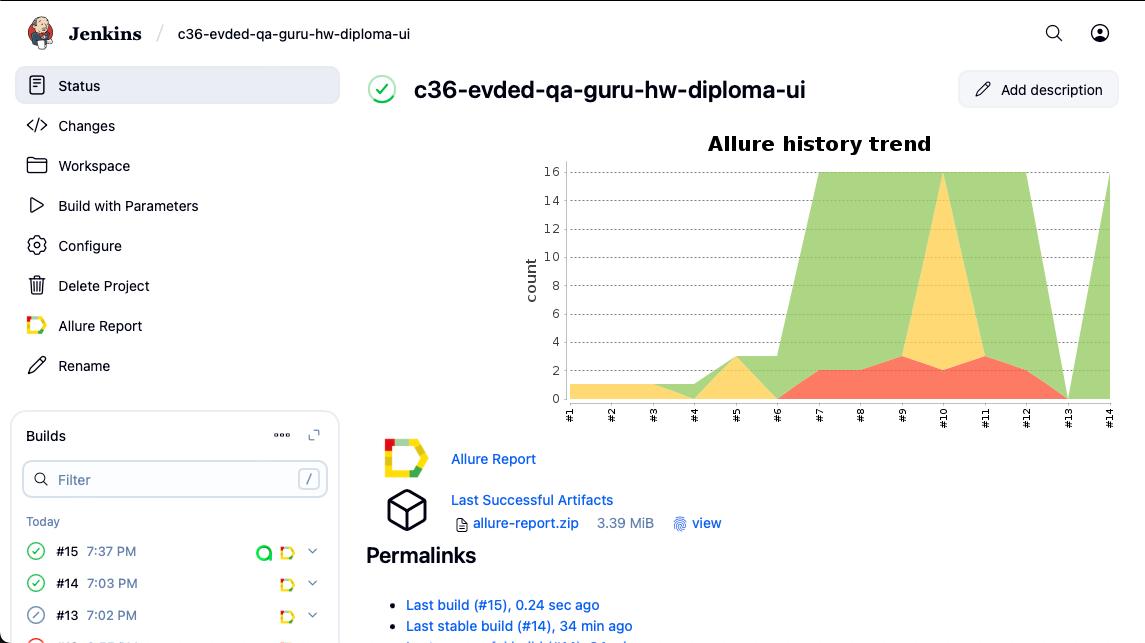 Jenkins / c36-evded-qa-guru-hw-diploma-ui
Status
Changes
Workspace
Build with Parameters
Configure
Delete Project
Allure Report
Rename
Builds
Filter /
Today
#15 7:37 PM
#14 7:03 PM
#13 7:02 PM
c36-evded-qa-guru-hw-diploma-ui
Add description
Allure history trend
count
16
14
12
10
8
6
4
2
0
#1 #2 #3 #4 #5 #6 #7 #8 #9 #10 #11 #12 #13 #14
Allure Report
Last Successful Artifacts
allure-report.zip 3.39 MiB view
Permalinks
Last build (#15), 0.24 sec ago
Last stable build (#14), 34 min ago